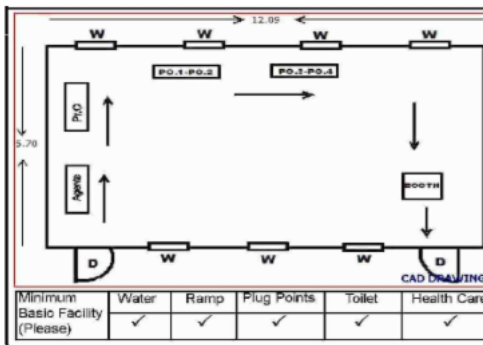 12.09
W W W W
PO.1-PO.2 PO.3-PO.4
Pr.O
5.70
Agents
BOOTH
D W W W D
CAD DRAWING
Minimum Basic Facility (Please) Water Ramp Plug Points Toilet Health Care
✓ ✓ ✓ ✓ ✓